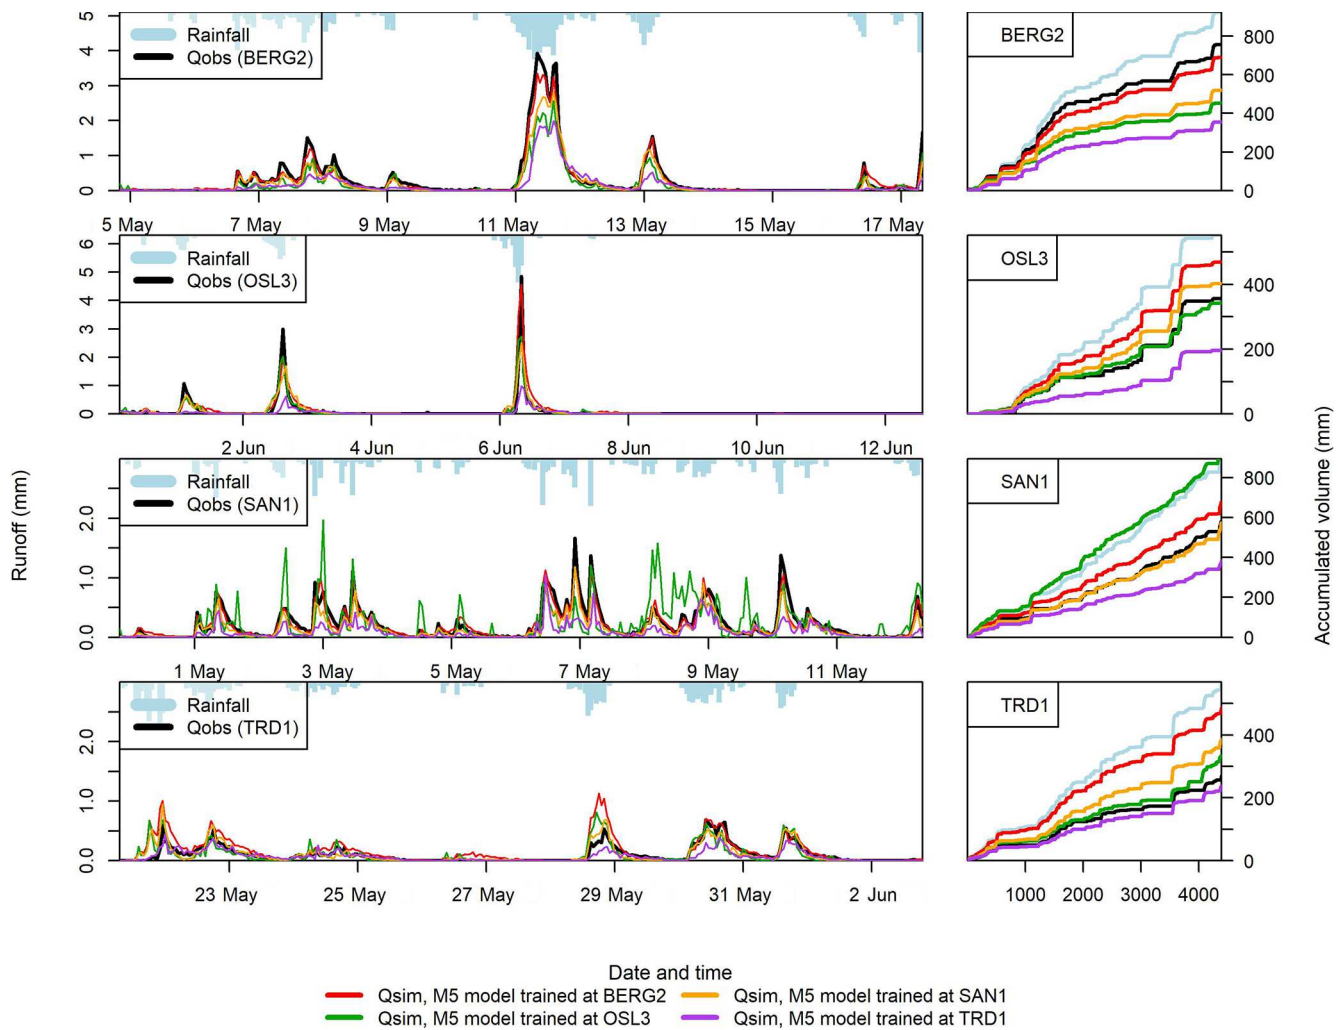 5
4
3
2
1
0
Rainfall
Qobs (BERG2)
5 May 7 May 9 May 11 May 13 May 15 May 17 May
BERG2
800
600
400
200
0
6
5
4
3
2
1
0
Rainfall
Qobs (OSL3)
2 Jun 4 Jun 6 Jun 8 Jun 10 Jun 12 Jun
OSL3
400
200
0
Runoff (mm)
Accumulated volume (mm)
2.0
1.0
0.0
Rainfall
Qobs (SAN1)
1 May 3 May 5 May 7 May 9 May 11 May
SAN1
800
600
400
200
0
2.0
1.0
0.0
Rainfall
Qobs (TRD1)
23 May 25 May 27 May 29 May 31 May 2 Jun
TRD1
400
200
0
1000 2000 3000 4000
Date and time
Qsim, M5 model trained at BERG2 Qsim, M5 model trained at SAN1
Qsim, M5 model trained at OSL3 Qsim, M5 model trained at TRD1